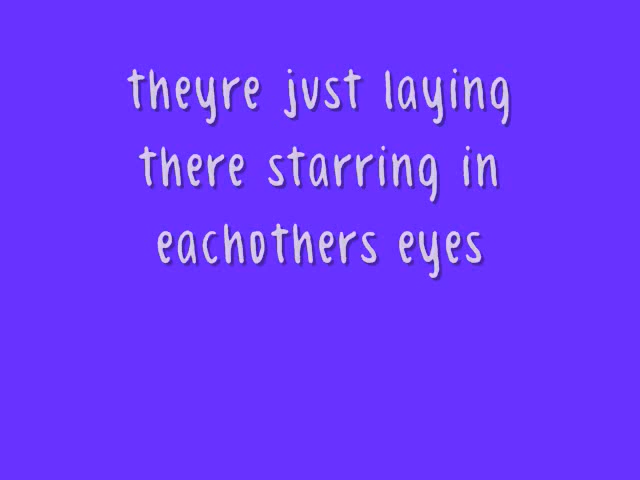 theyre just laying
there starring in
eachothers eyes